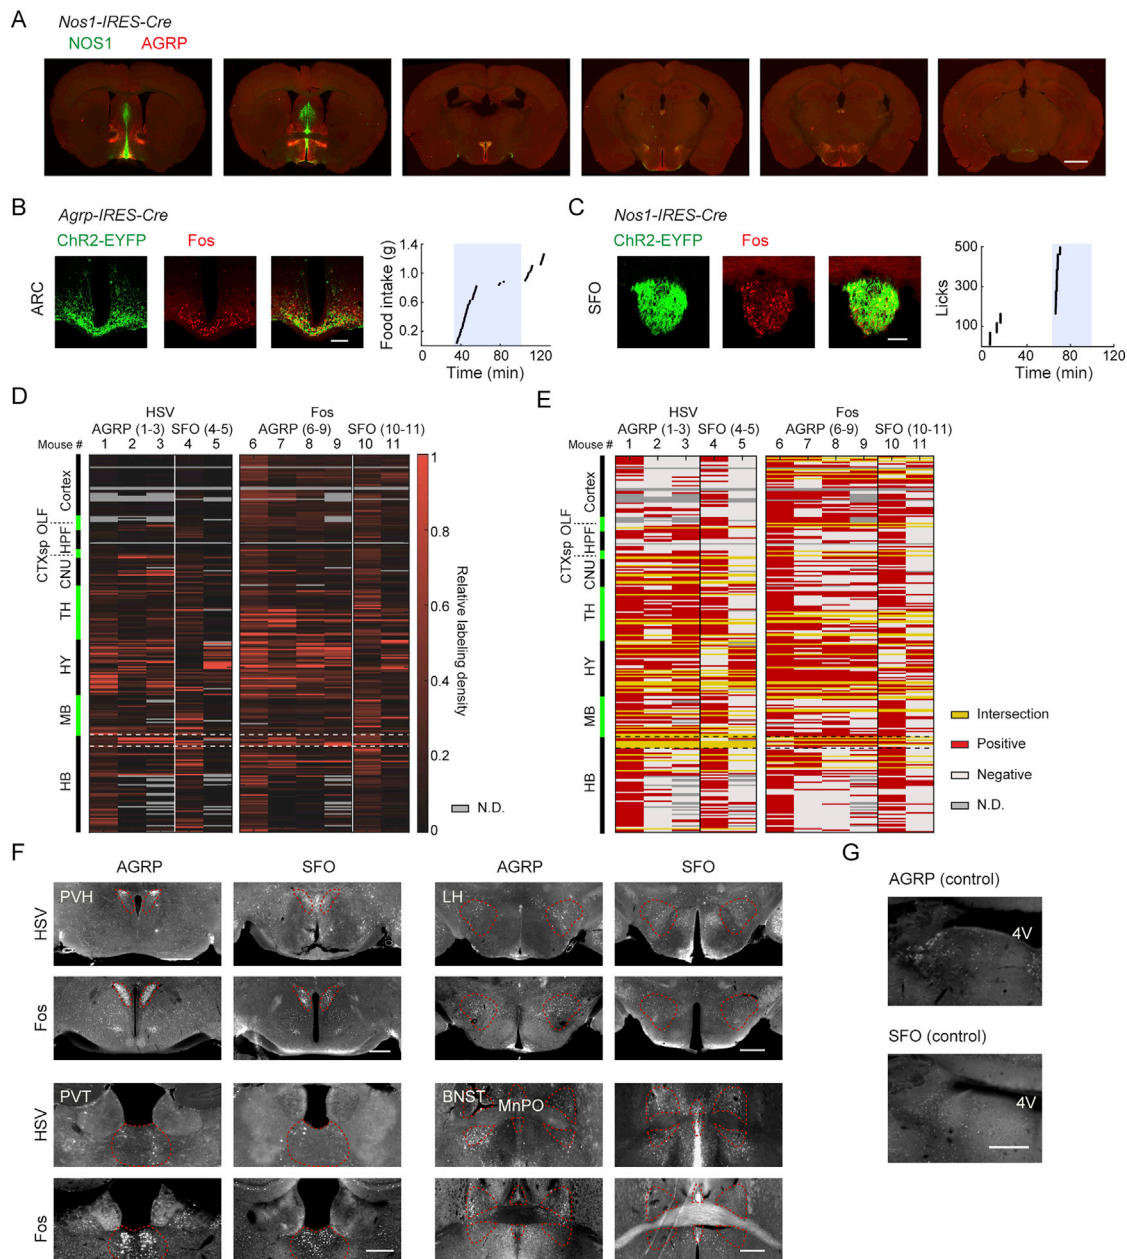 A
Nos1-IRES-Cre
NOS1 AGRP
B
Agrp-IRES-Cre
ChR2-EYFP Fos
ARC
Food intake (g)
1.4
1.2
0.8
0.6
0.2
0 40 80 120
Time (min)
C
Nos1-IRES-Cre
ChR2-EYFP Fos
SFO
Licks
500
300
100
0 40 80 120
Time (min)
D
HSV Fos
AGRP (1-3) SFO (4-5) AGRP (6-9) SFO (10-11)
Mouse # 1 2 3 4 5 6 7 8 9 10 11
Cortex
OLF
HPF
CTXsp
CNU
TH
HY
MB
HB
1
0.8
0.6
0.4
0.2
0
Relative labeling density
N.D.
E
HSV Fos
AGRP (1-3) SFO (4-5) AGRP (6-9) SFO (10-11)
Mouse # 1 2 3 4 5 6 7 8 9 10 11
Cortex
OLF
HPF
CTXsp
CNU
TH
HY
MB
HB
Intersection
Positive
Negative
N.D.
F
AGRP SFO AGRP SFO
HSV
PVH
LH
Fos
HSV
PVT
BNST
MnPO
Fos
G
AGRP (control)
4V
SFO (control)
4V